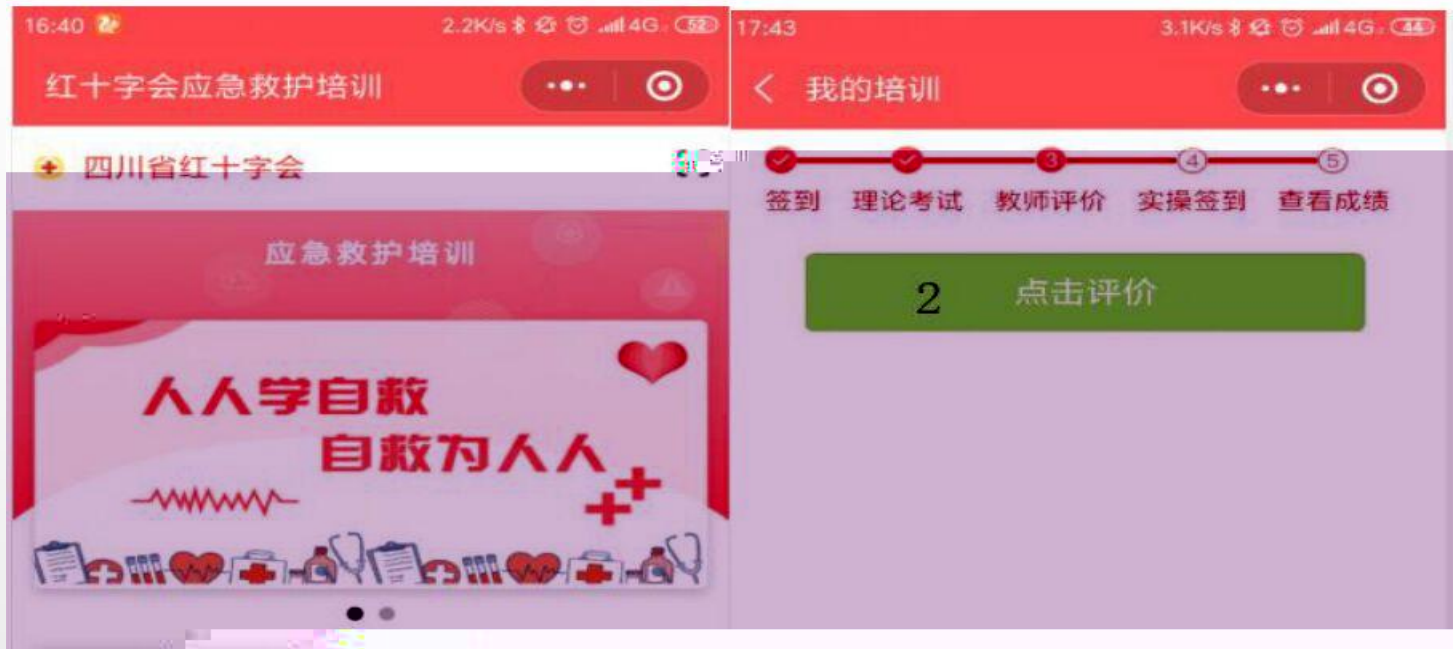 16:40
2.2K/s 4G 52
红十字会应急救护培训
四川省红十字会
应急救护培训
人人学自救
自救为人人
17:43
3.1K/s 4G 44
我的培训
3 4 5
签到 理论考试 教师评价 实操签到 查看成绩
2 点击评价